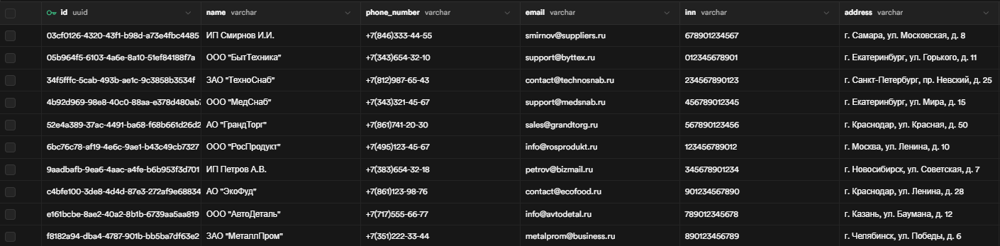 id uuid name varchar phone_number varchar email varchar inn varchar address varchar
03cf0126-4320-43f1-b98d-a73e4fbc4485 ИП Смирнов И.И. +7(846)333-44-55 smirnov@suppliers.ru 678901234567 г. Самара, ул. Московская, д. 8
05b964f5-6103-4a6e-8a10-51ef84188f7a ООО "БытТехника" +7(343)654-32-10 support@byttex.ru 012345678901 г. Екатеринбург, ул. Горького, д. 11
34f5fffc-5cab-493b-ae1c-9c3858b3534f ЗАО "ТехноСнаб" +7(812)987-65-43 contact@technosnab.ru 234567890123 г. Санкт-Петербург, пр. Невский, д. 25
4b92d969-98e8-40c0-88aa-e378d480ab7 ООО "МедСнаб" +7(343)321-45-67 support@medsnab.ru 456789012345 г. Екатеринбург, ул. Мира, д. 15
52e4a389-37ac-4491-ba68-f68b661d26d2 АО "ГрандТорг" +7(861)741-20-30 sales@grandtorg.ru 567890123456 г. Краснодар, ул. Красная, д. 50
6bc76c78-af19-4e6c-9ae1-b43c49cb7327 ООО "РосПродукт" +7(495)123-45-67 info@rosprodukt.ru 123456789012 г. Москва, ул. Ленина, д. 10
9aadbafb-9ea6-4aac-a4fe-b6b953f3d701 ИП Петров А.В. +7(383)654-32-18 petrov@bizmail.ru 345678901234 г. Новосибирск, ул. Советская, д. 7
c4bfe100-3de8-4d4d-87e3-272af9e68834 АО "ЭкоФуд" +7(861)123-98-76 contact@ecofood.ru 901234567890 г. Краснодар, ул. Ленина, д. 28
e161bcbe-8ae2-40a2-8b1b-6739aa5aa819 ООО "АвтоДеталь" +7(717)555-66-77 info@avtodetal.ru 789012345678 г. Казань, ул. Баумана, д. 12
f8182a94-dba4-4787-901b-bb5ba7df63e2 ЗАО "МеталлПром" +7(351)222-33-44 metalprom@business.ru 890123456789 г. Челябинск, ул. Победы, д. 6